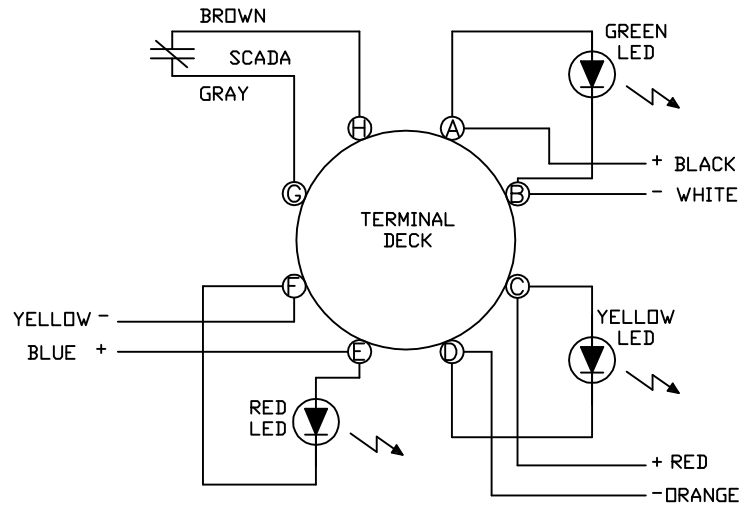 BROWN
SCADA
GRAY
GREEN
LED
H
A
+ BLACK
G
B
- WHITE
TERMINAL
DECK
F
C
YELLOW -
YELLOW
LED
BLUE +
E
D
RED
LED
+ RED
- ORANGE